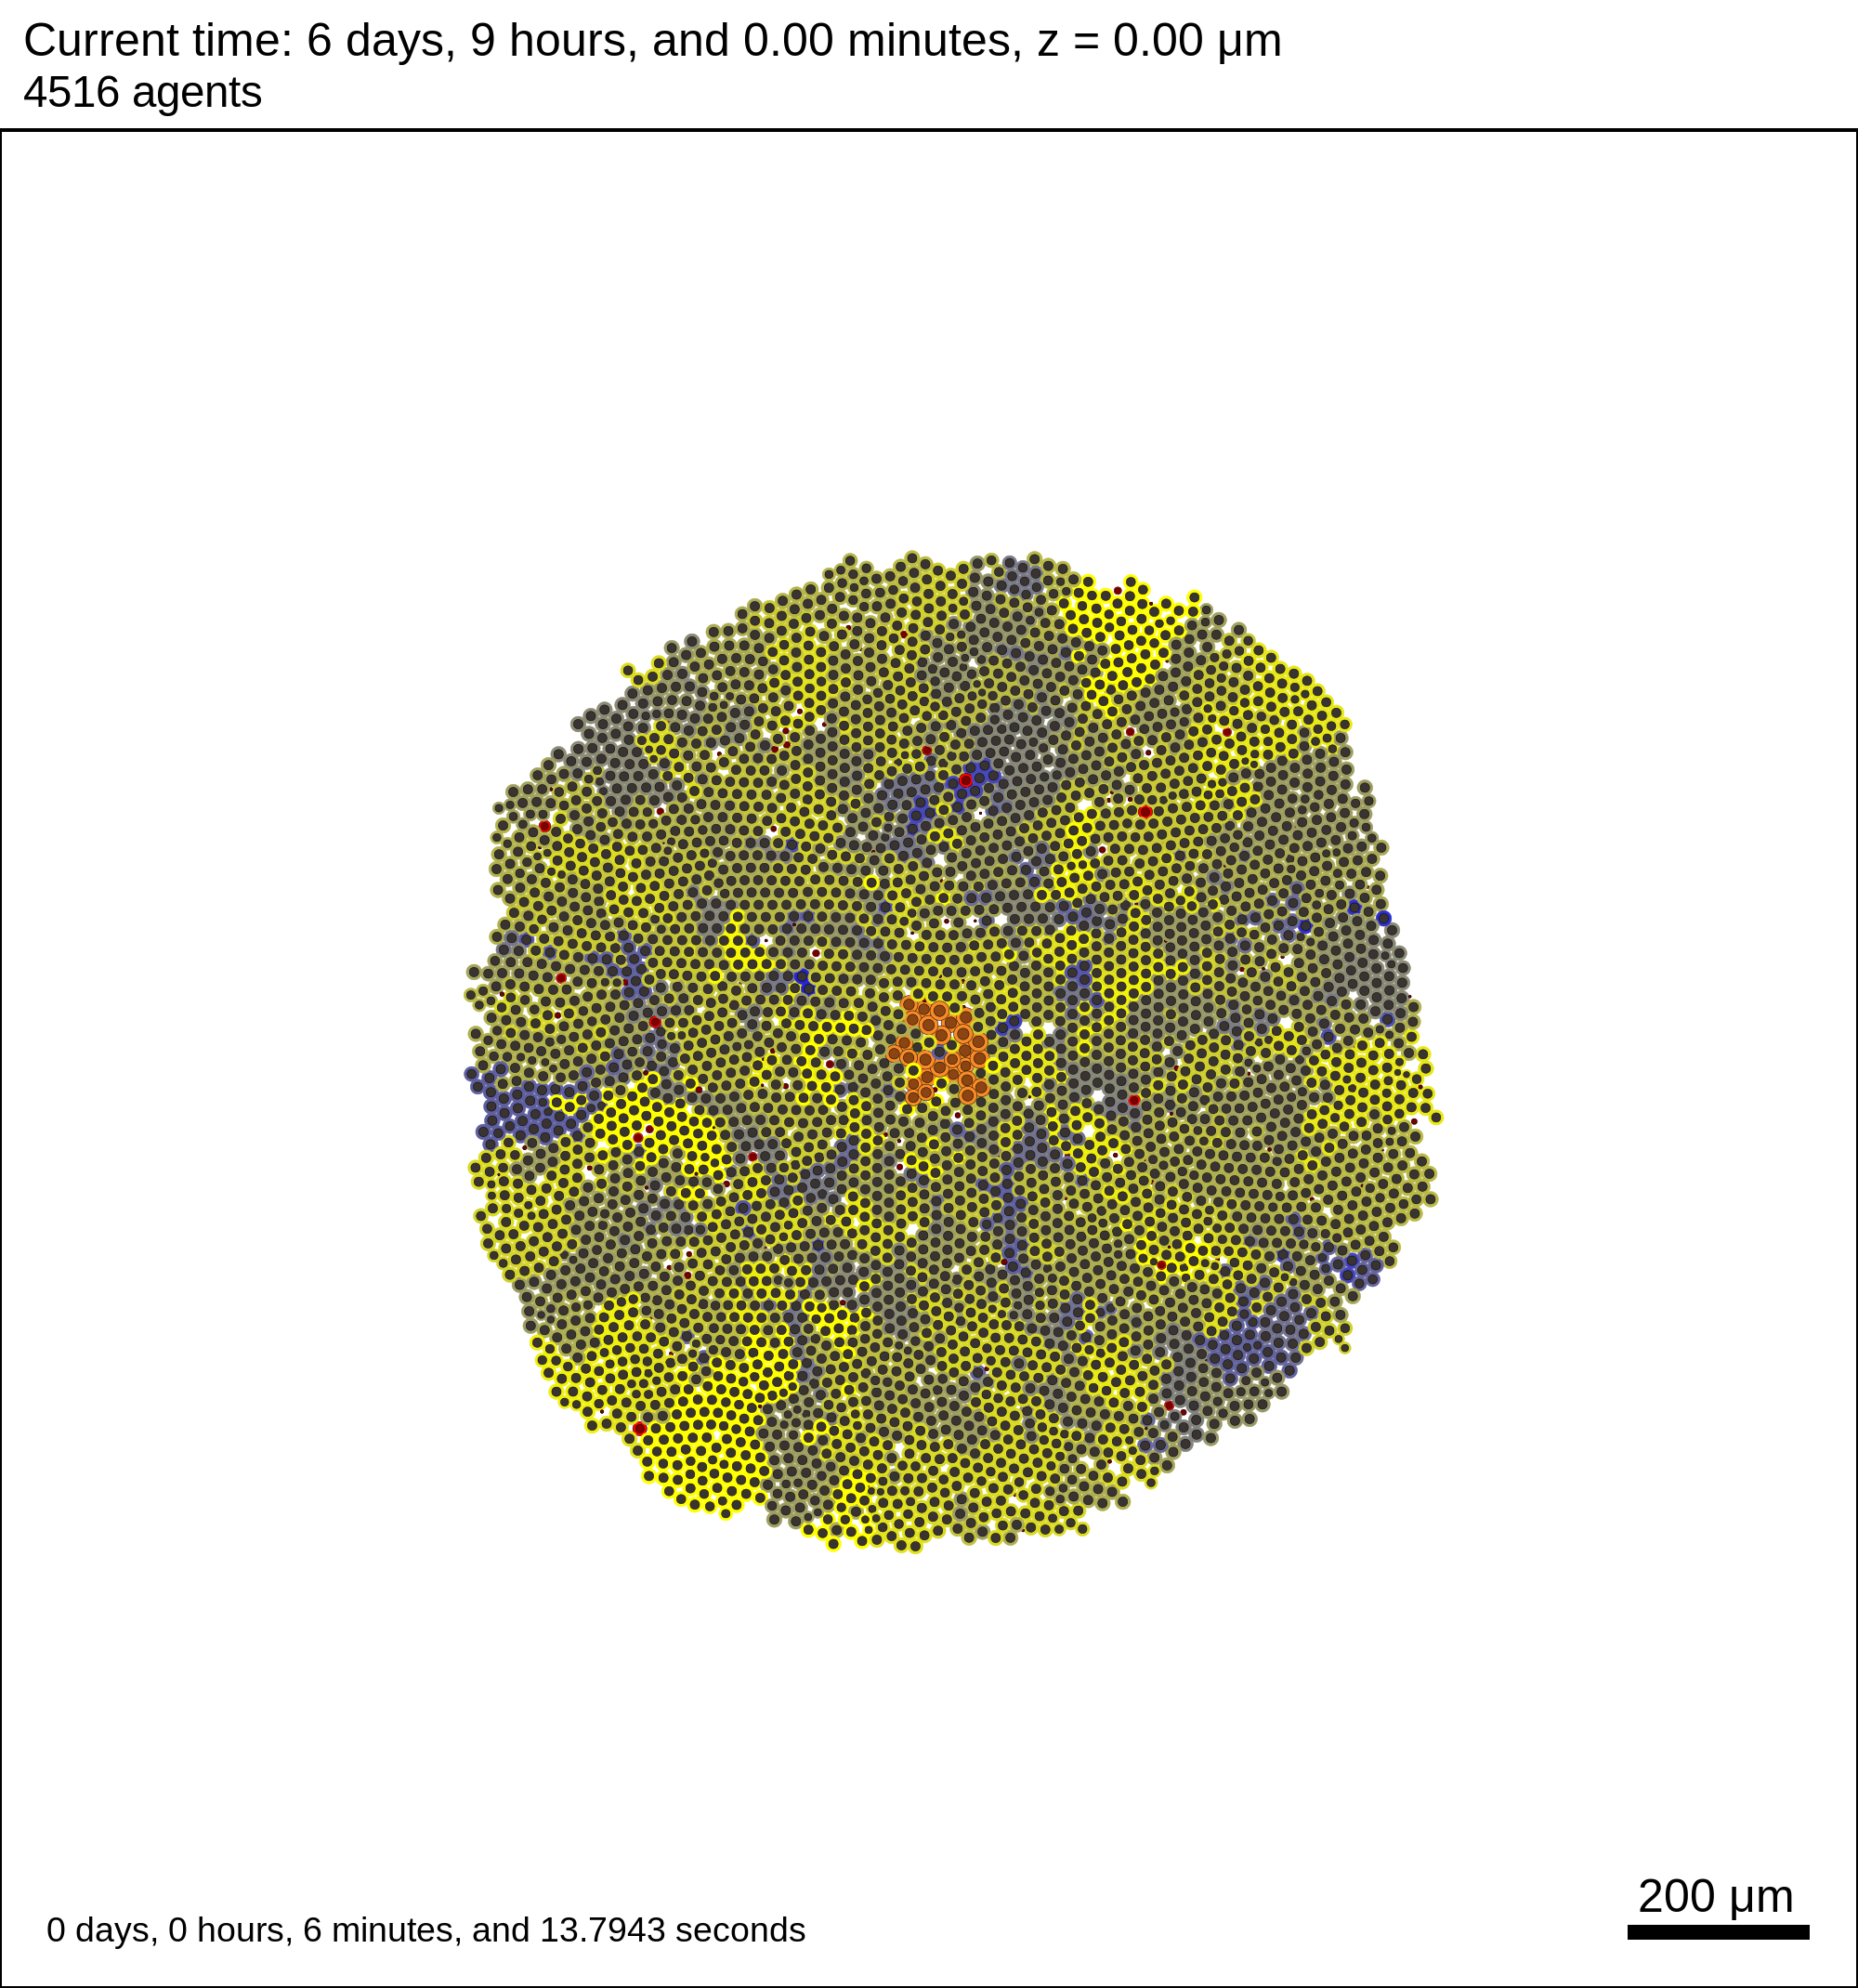 Current time: 6 days, 9 hours, and 0.00 minutes, z = 0.00 μm
4516 agents
200 μm
0 days, 0 hours, 6 minutes, and 13.7943 seconds